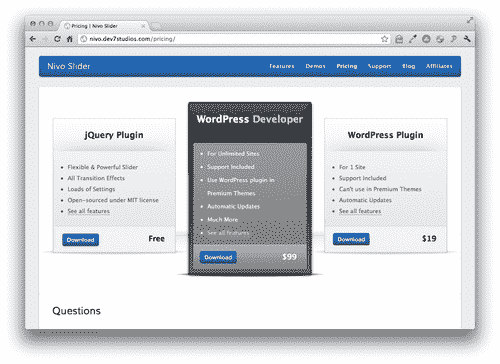 Pricing | Nivo Slider
nivo.dev7studios.com/pricing/
Nivo Slider
Features Demos Pricing Support Blog Affiliates
jQuery Plugin
Flexible & Powerful Slider
All Transition Effects
Loads of Settings
Open-sourced under MIT license
See all features
Download Free
WordPress Developer
For Unlimited Sites
Support Included
Use WordPress plugin in
Premium Themes
Automatic Updates
Much More
See all features
Download $99
WordPress Plugin
For 1 Site
Support Included
Can't use in Premium Themes
Automatic Updates
See all features
Download $19
Questions